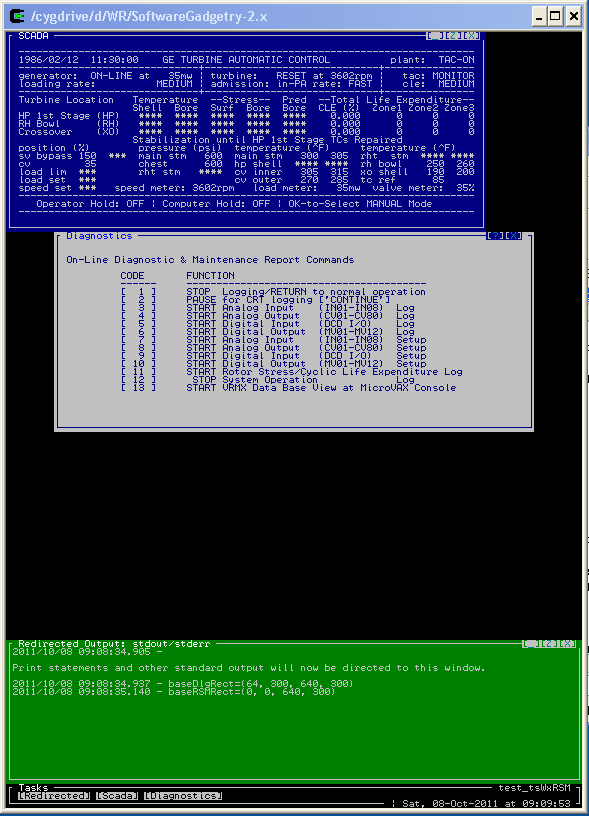 /cygdrive/d/WR/SoftwareGadgetry-2.x
SCADA [_][Z][X]
1986/02/12 11:30:00 GE TURBINE AUTOMATIC CONTROL plant: TAC-ON
generator: ON-LINE at 35mw ¦ turbine: RESET at 3602rpm ¦ tac: MONITOR
loading rate: MEDIUM ¦ admission: in-PA rate: FAST ¦ cle: MEDIUM
Turbine Location Temperature --Stress-- Pred --Total Life Expenditure--
Shell Bore Surf Bore Bore CLE (%) Zone1 Zone2 Zone3
HP 1st Stage (HP) **** **** **** **** **** 0.000 0 0 0
RH Bowl (RH) **** **** **** **** **** 0.000 0 0 0
Crossover (XO) **** **** **** **** **** 0.000 0 0 0
Stabilization until HP 1st Stage TCs Repaired
position (%) pressure (psi) temperature (°F) temperature (°F)
sv bypass 150 *** main stm 600 main stm 300 305 rht stm **** ****
cv 35 chest 600 hp shell **** **** rh bowl 250 260
load lim *** rht stm **** cv inner 305 315 xo shell 190 200
load set *** cv outer 270 285 tc ref 35
speed set *** speed meter: 3602rpm load meter: 35mw valve meter: 35%
Operator Hold: OFF ¦ Computer Hold: OFF ¦ OK-to-Select MANUAL Mode
Diagnostics [?][X]
On-Line Diagnostic & Maintenance Report Commands
CODE FUNCTION
[ 1 ] STOP Logging/RETURN to normal operation
[ 2 ] PAUSE for CRT logging ['CONTINUE']
[ 3 ] START Analog Input (IN01-IN08) Log
[ 4 ] START Analog Output (CV01-CV80) Log
[ 5 ] START Digital Input (DCD I/O) Log
[ 6 ] START Digital Output (MV01-MV12) Log
[ 7 ] START Analog Input (IN01-IN08) Setup
[ 8 ] START Analog Output (CV01-CV80) Setup
[ 9 ] START Digital Input (DCD I/O) Setup
[ 10 ] START Digital Output (MV01-MV12) Setup
[ 11 ] START Rotor Stress/Cyclic Life Expenditure Log
[ 12 ] STOP System Operation Log
[ 13 ] START VRMX Data Base View at MicroVAX Console
Redirected Output: stdout/stderr [_][Z][X]
2011/10/08 09:08:34.905 -
Print statements and other standard output will now be directed to this window.
2011/10/08 09:08:34.937 - baseDlgRect=(64, 300, 640, 300)
2011/10/08 09:08:35.140 - baseRSMRect=(0, 0, 640, 300)
Tasks test_tsWxRSM
[Redirected] [Scada] [Diagnostics]
¦ Sat, 08-Oct-2011 at 09:09:53